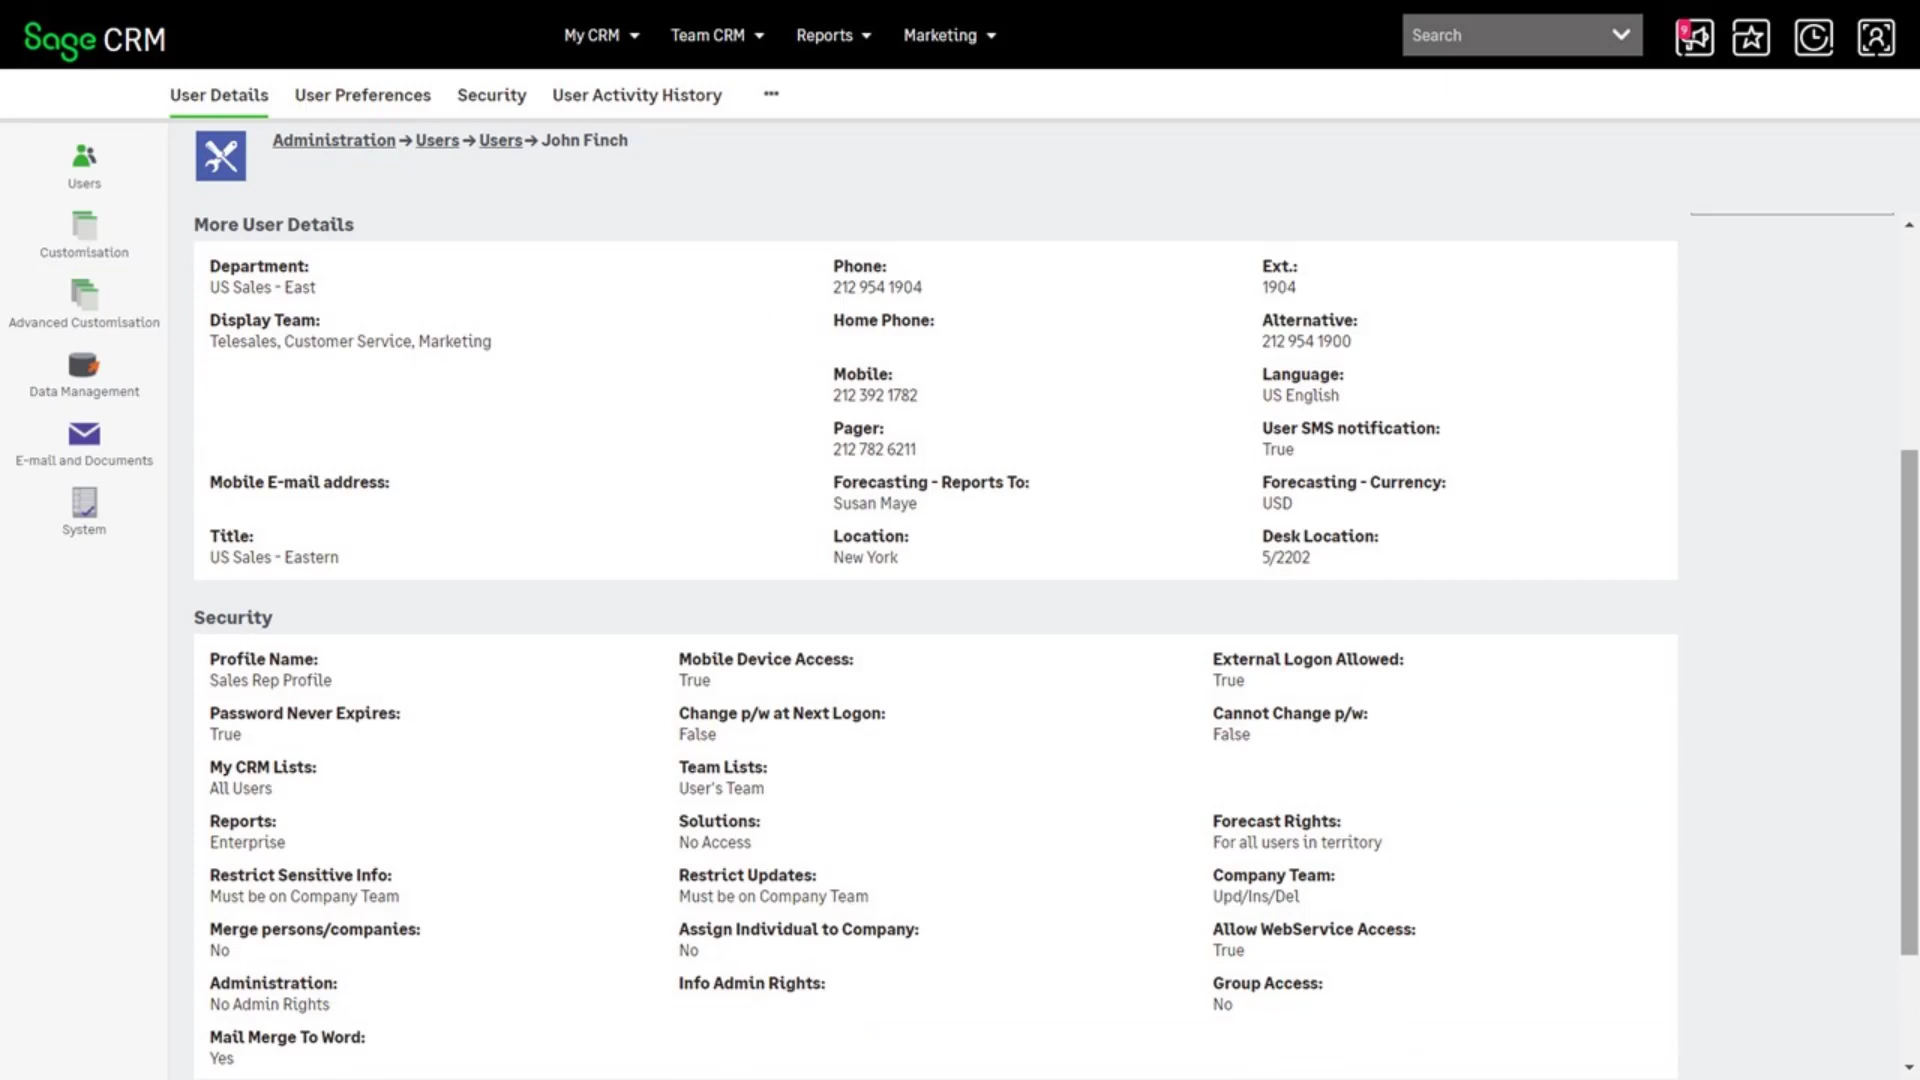 Sage CRM
My CRM
Team CRM
Reports
Marketing
Search
9
User Details
User Preferences
Security
User Activity History
...
Users
Customisation
Advanced Customisation
Data Management
E-mail and Documents
System
Administration → Users → Users → John Finch
More User Details
Department:
US Sales - East
Phone:
212 954 1904
Ext.:
1904
Display Team:
Telesales, Customer Service, Marketing
Home Phone:
Alternative:
212 954 1900
Mobile:
212 392 1782
Language:
US English
Pager:
212 782 6211
User SMS notification:
True
Mobile E-mail address:
Forecasting - Reports To:
Susan Maye
Forecasting - Currency:
USD
Title:
US Sales - Eastern
Location:
New York
Desk Location:
5/2202
Security
Profile Name:
Sales Rep Profile
Mobile Device Access:
True
External Logon Allowed:
True
Password Never Expires:
True
Change p/w at Next Logon:
False
Cannot Change p/w:
False
My CRM Lists:
All Users
Team Lists:
User's Team
Reports:
Enterprise
Solutions:
No Access
Forecast Rights:
For all users in territory
Restrict Sensitive Info:
Must be on Company Team
Restrict Updates:
Must be on Company Team
Company Team:
Upd/Ins/Del
Merge persons/companies:
No
Assign Individual to Company:
No
Allow WebService Access:
True
Administration:
No Admin Rights
Info Admin Rights:
Group Access:
No
Mail Merge To Word:
Yes